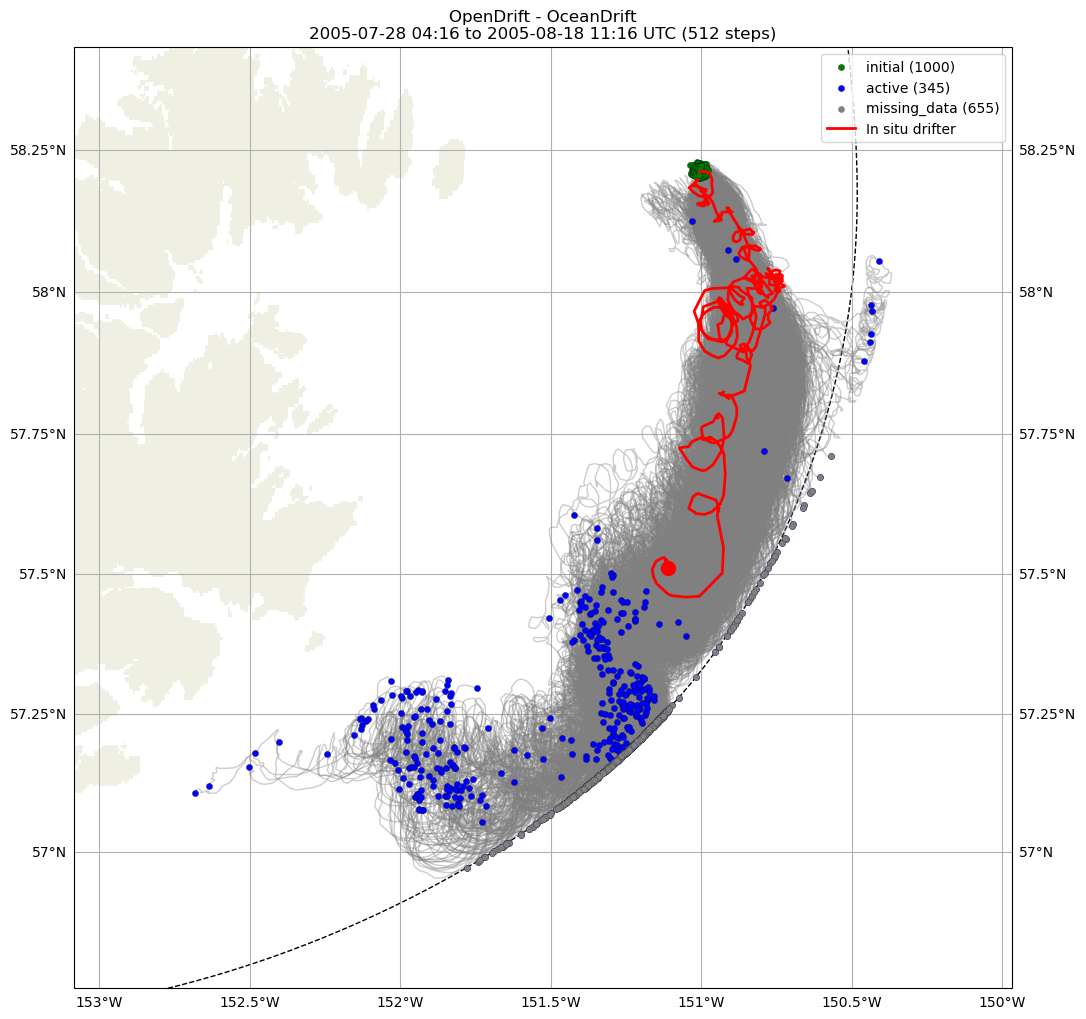 OpenDrift - OceanDrift
2005-07-28 04:16 to 2005-08-18 11:16 UTC (512 steps)
initial (1000)
active (345)
missing_data (655)
In situ drifter
58.25°N
58.25°N
58°N
58°N
57.75°N
57.75°N
57.5°N
57.5°N
57.25°N
57.25°N
57°N
57°N
153°W
152.5°W
152°W
151.5°W
151°W
150.5°W
150°W